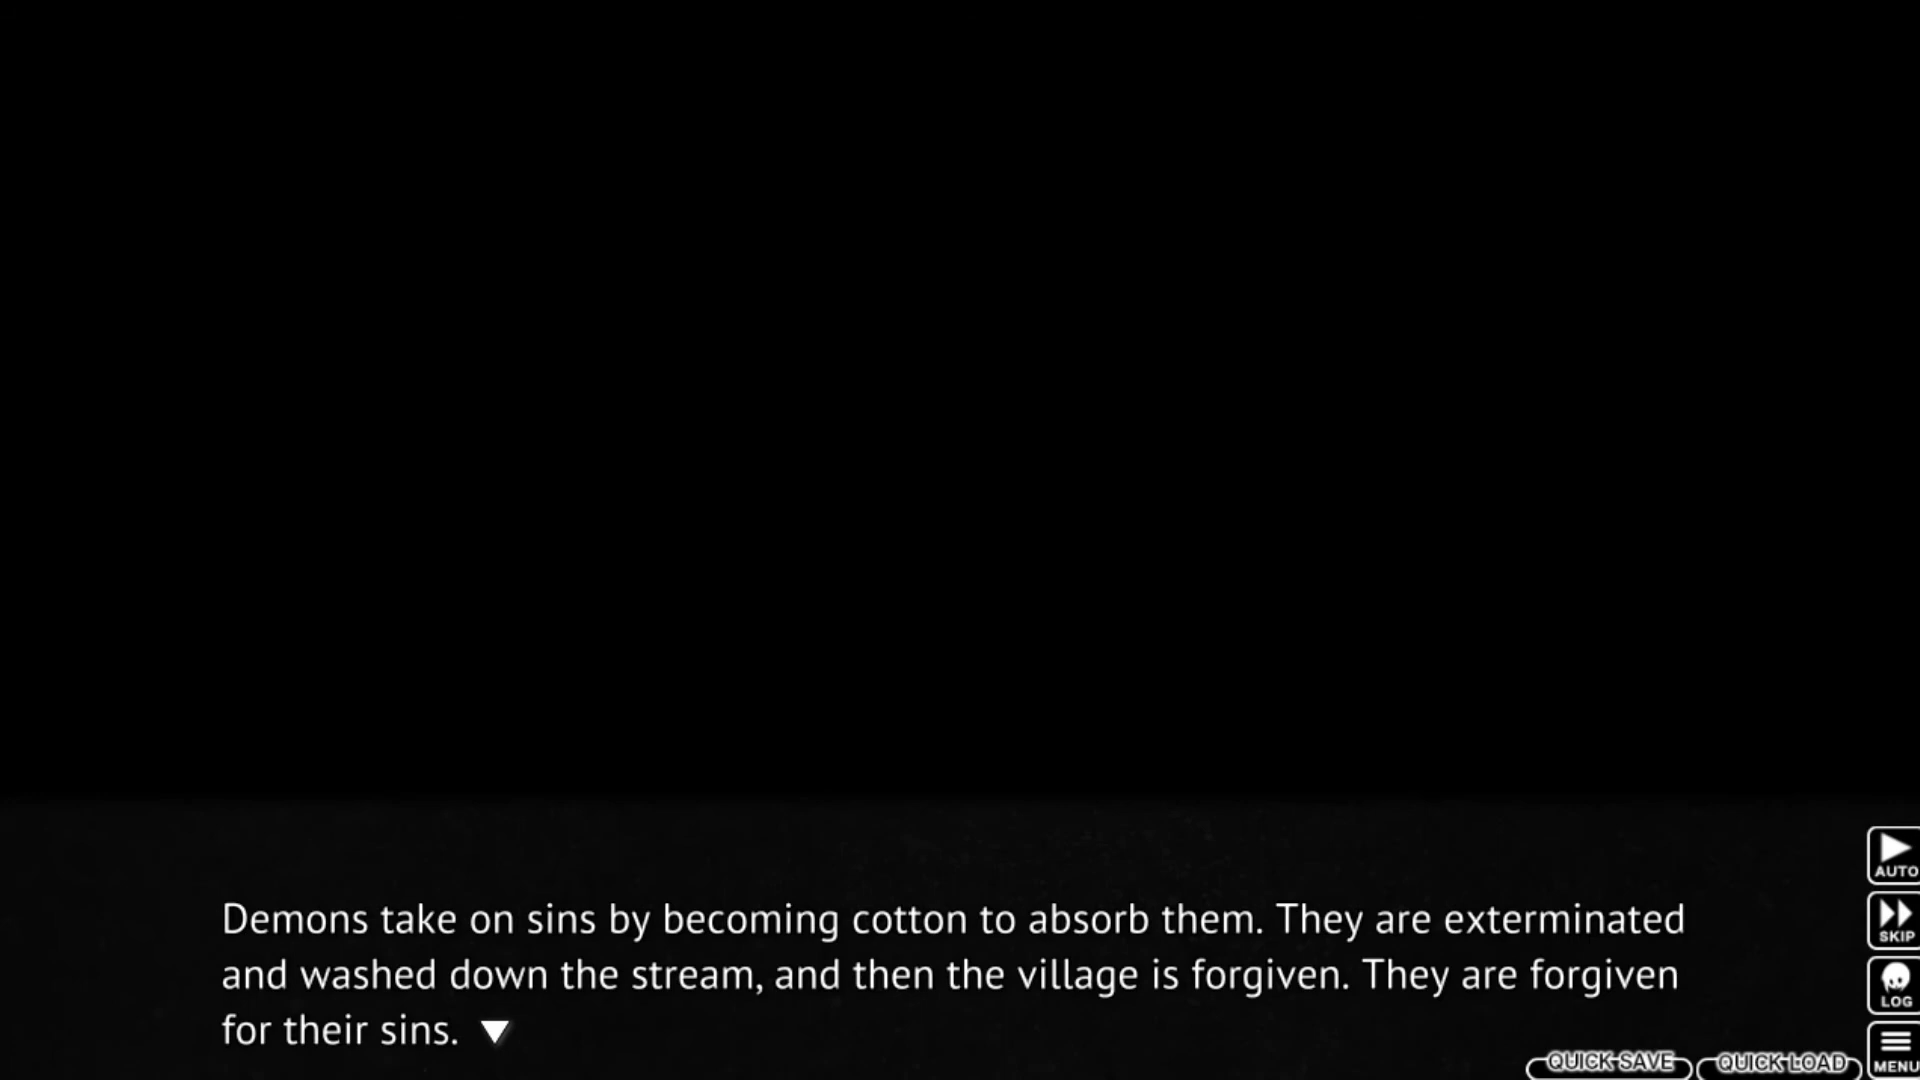 Demons take on sins by becoming cotton to absorb them. They are exterminated
and washed down the stream, and then the village is forgiven. They are forgiven
for their sins.
AUTO
SKIP
LOG
MENU
QUICK SAVE
QUICK LOAD